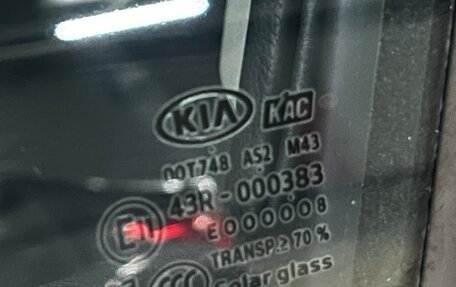 KIA KAC
DOT748 AS2 M43
43R-000383
E000008
TRANSP.≥70%
Solar glass